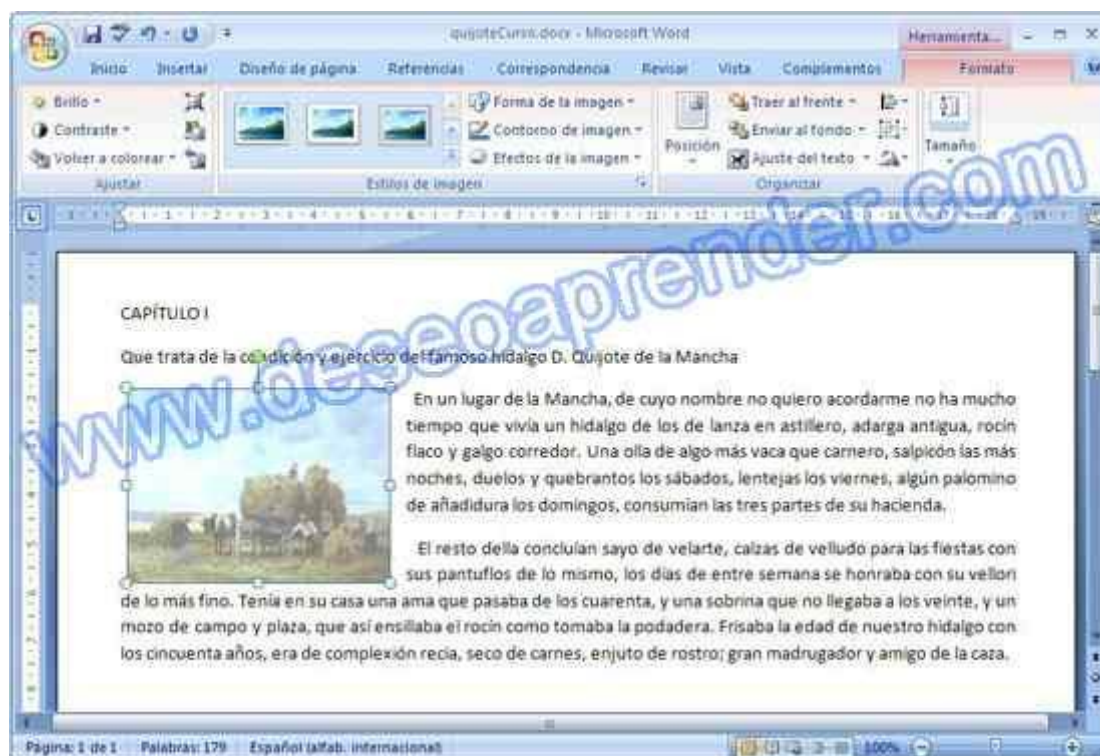 quijoteCurso.docx - Microsoft Word
Herramienta...
Inicio Insertar Diseño de página Referencias Correspondencia Revisar Vista Complementos Formato
Brillo
Contraste
Volver a colorear
Ajustar
Forma de la imagen
Contorno de imagen
Efectos de la imagen
Estilos de imagen
Posición
Traer al frente
Enviar al fondo
Ajuste del texto
Organizar
Tamaño
www.deseoaprender.com
CAPÍTULO I
Que trata de la condición y ejercicio del famoso hidalgo D. Quijote de la Mancha
En un lugar de la Mancha, de cuyo nombre no quiero acordarme no ha mucho
tiempo que vivía un hidalgo de los de lanza en astillero, adarga antigua, rocín
flaco y galgo corredor. Una olla de algo más vaca que carnero, salpicón las más
noches, duelos y quebrantos los sábados, lentejas los viernes, algún palomino
de añadidura los domingos, consumían las tres partes de su hacienda.
El resto della concluían sayo de velarte, calzas de velludo para las fiestas con
sus pantuflos de lo mismo, los días de entre semana se honraba con su vellori
de lo más fino. Tenía en su casa una ama que pasaba de los cuarenta, y una sobrina que no llegaba a los veinte, y un
mozo de campo y plaza, que así ensillaba el rocín como tomaba la podadera. Frisaba la edad de nuestro hidalgo con
los cincuenta años, era de complexión recia, seco de carnes, enjuto de rostro; gran madrugador y amigo de la caza.
Página: 1 de 1 Palabras: 179 Español (alfab. internacional) 100%